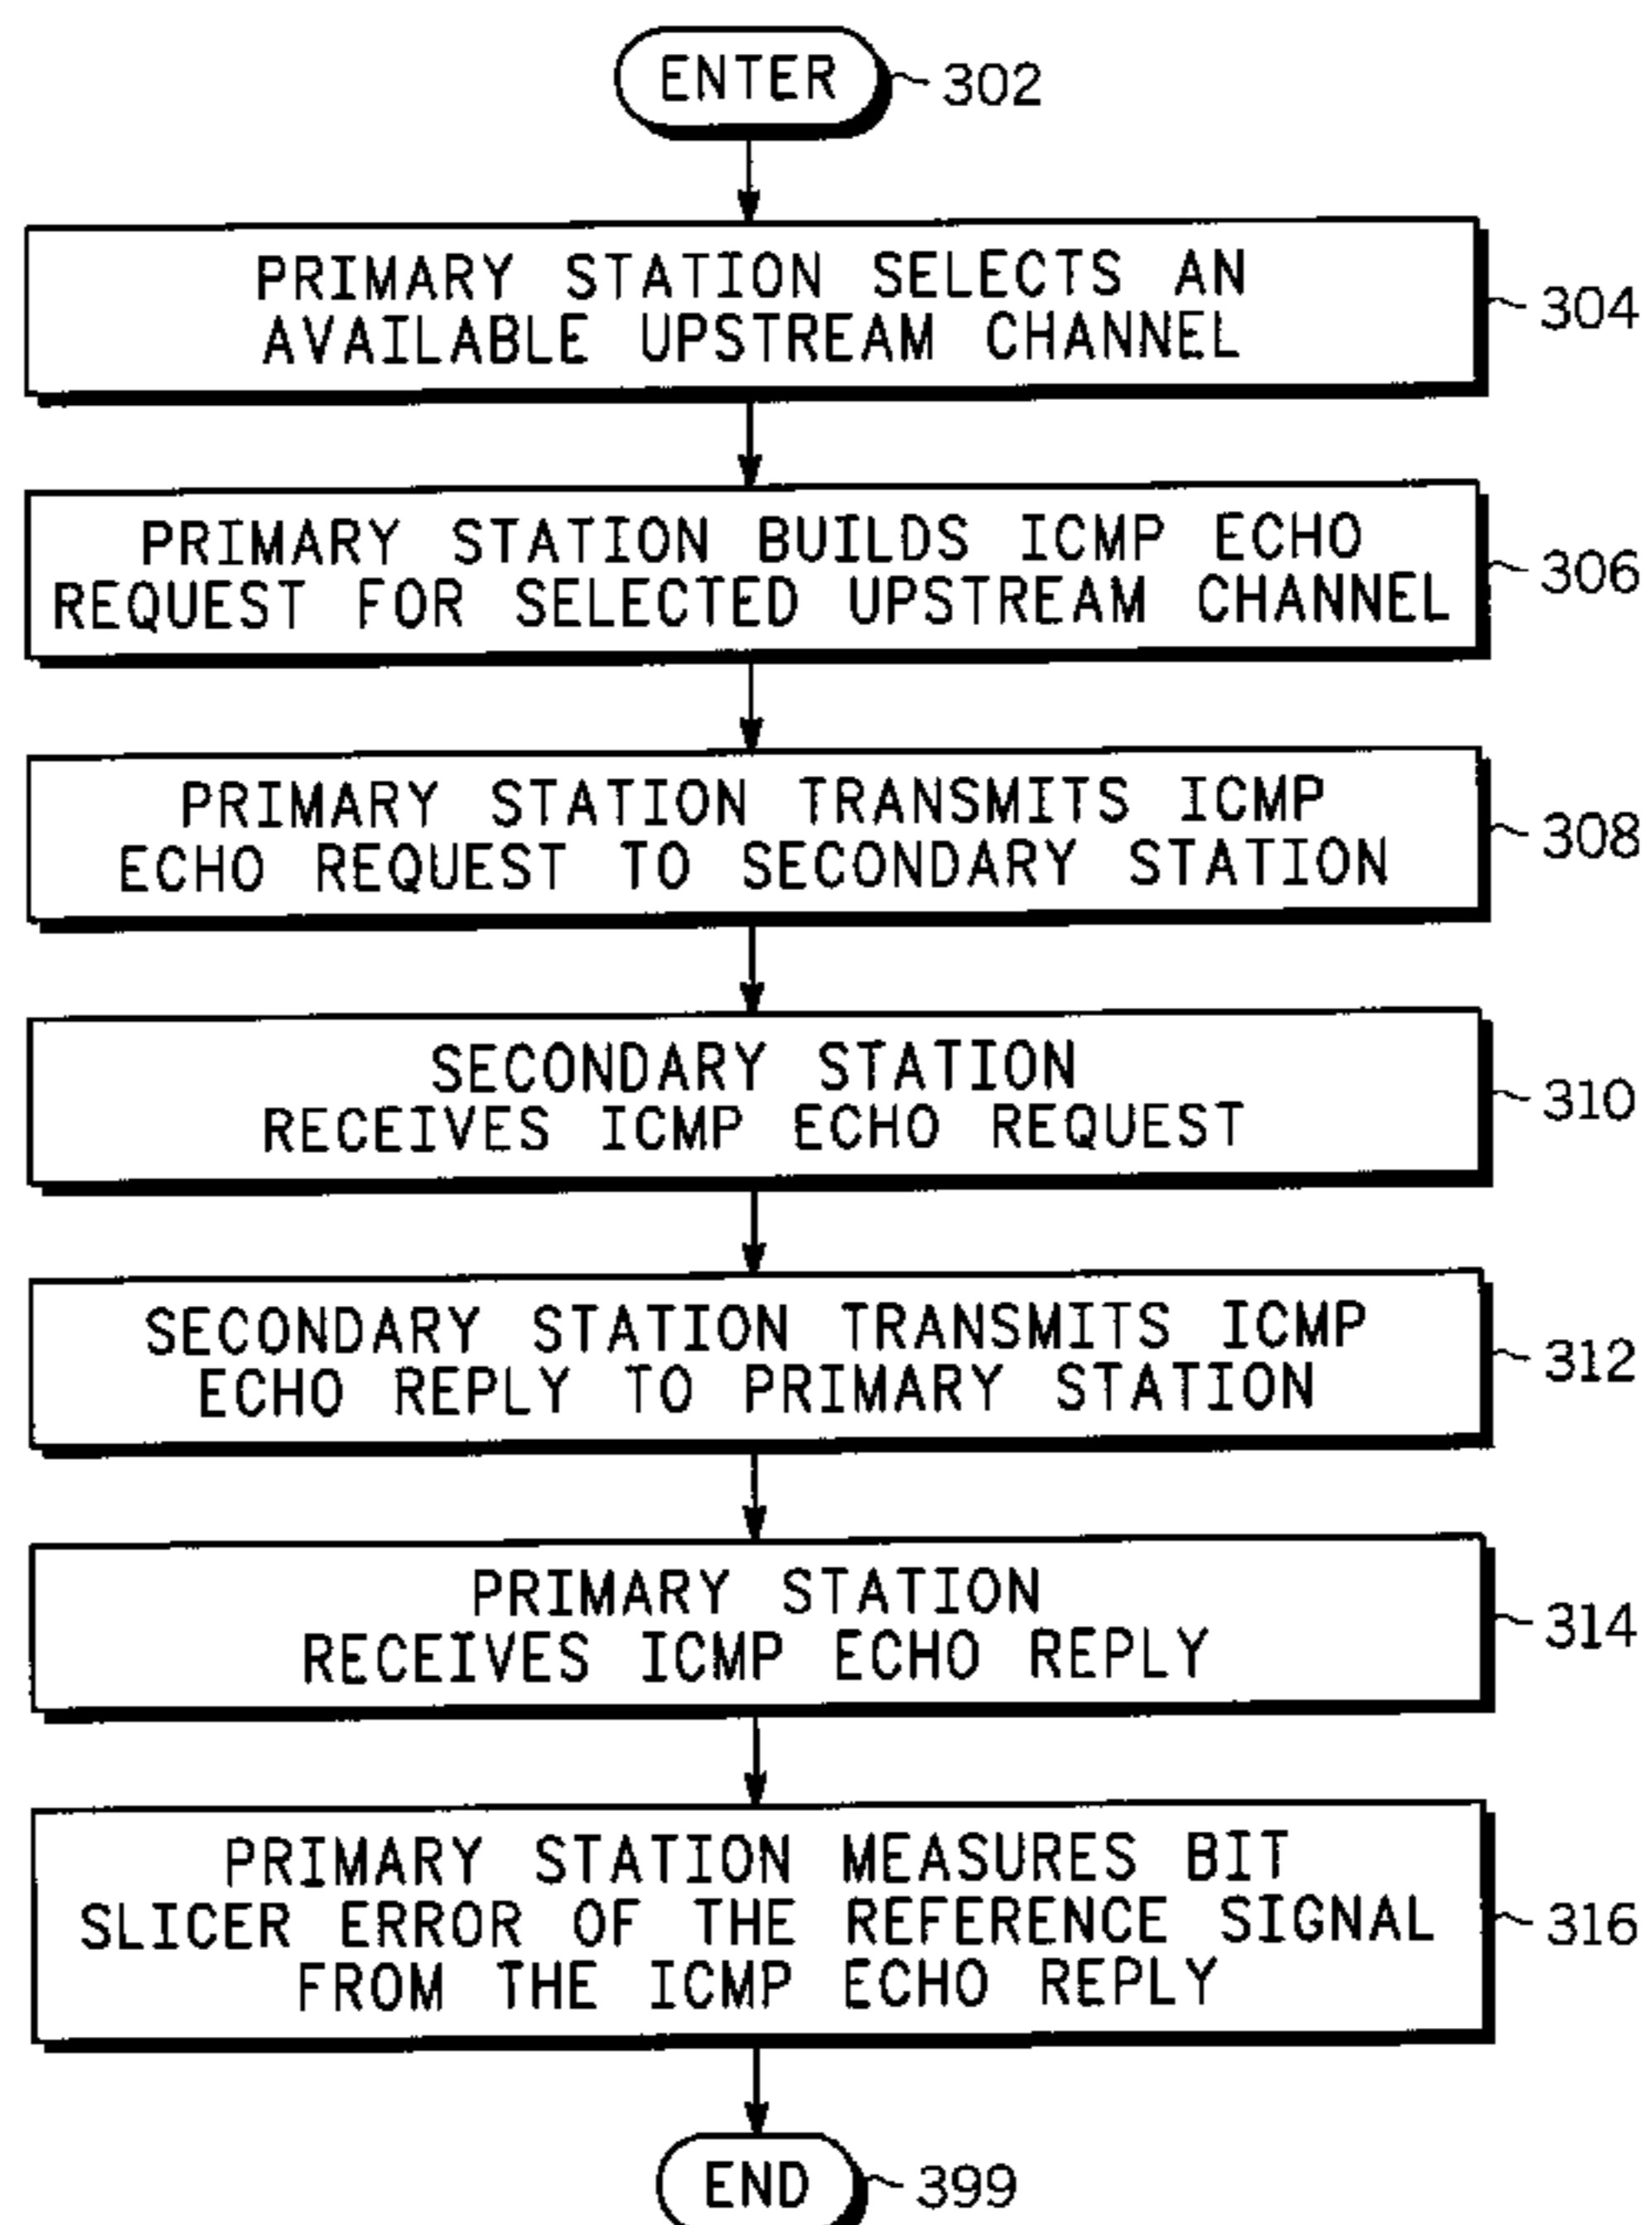 ENTER 302
PRIMARY STATION SELECTS AN
AVAILABLE UPSTREAM CHANNEL
304
PRIMARY STATION BUILDS ICMP ECHO
REQUEST FOR SELECTED UPSTREAM CHANNEL
306
PRIMARY STATION TRANSMITS ICMP
ECHO REQUEST TO SECONDARY STATION
308
SECONDARY STATION
RECEIVES ICMP ECHO REQUEST
310
SECONDARY STATION TRANSMITS ICMP
ECHO REPLY TO PRIMARY STATION
312
PRIMARY STATION
RECEIVES ICMP ECHO REPLY
314
PRIMARY STATION MEASURES BIT
SLICER ERROR OF THE REFERENCE SIGNAL
FROM THE ICMP ECHO REPLY
316
END 399